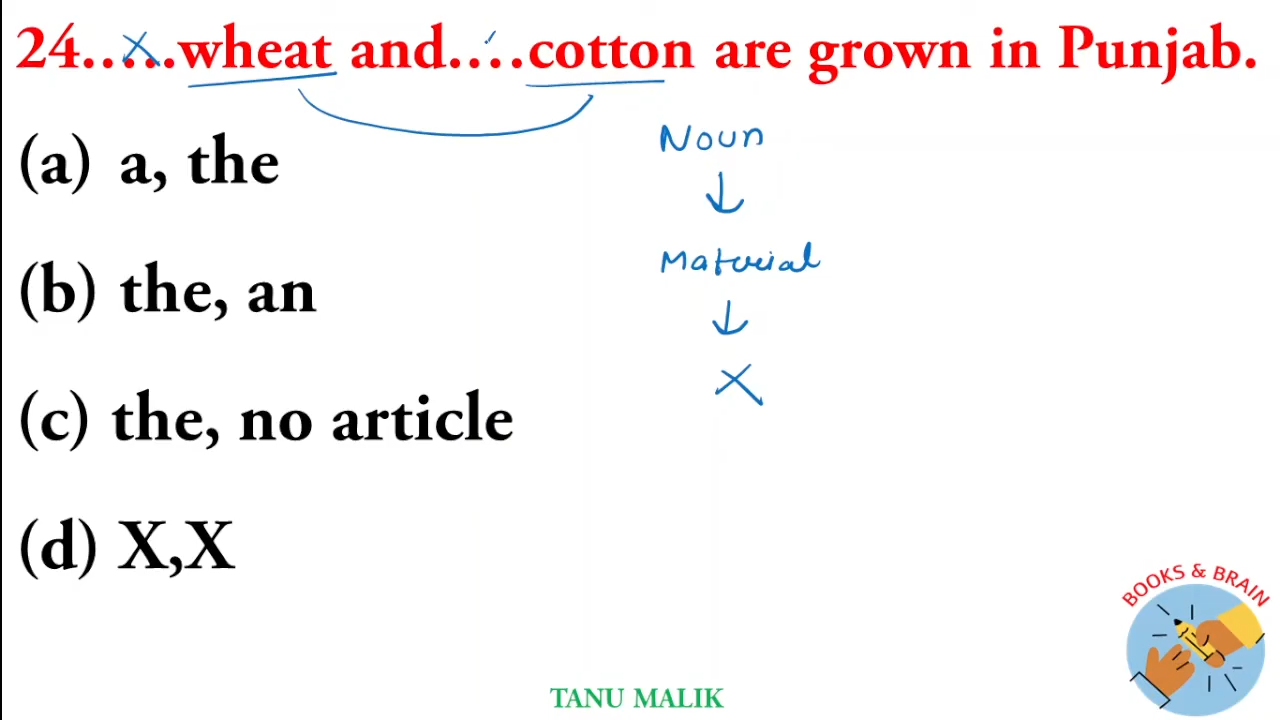 24..X...wheat and....cotton are grown in Punjab.
(a) a, the
(b) the, an
(c) the, no article
(d) X,X
Noun
Material
X
BOOKS & BRAIN
TANU MALIK